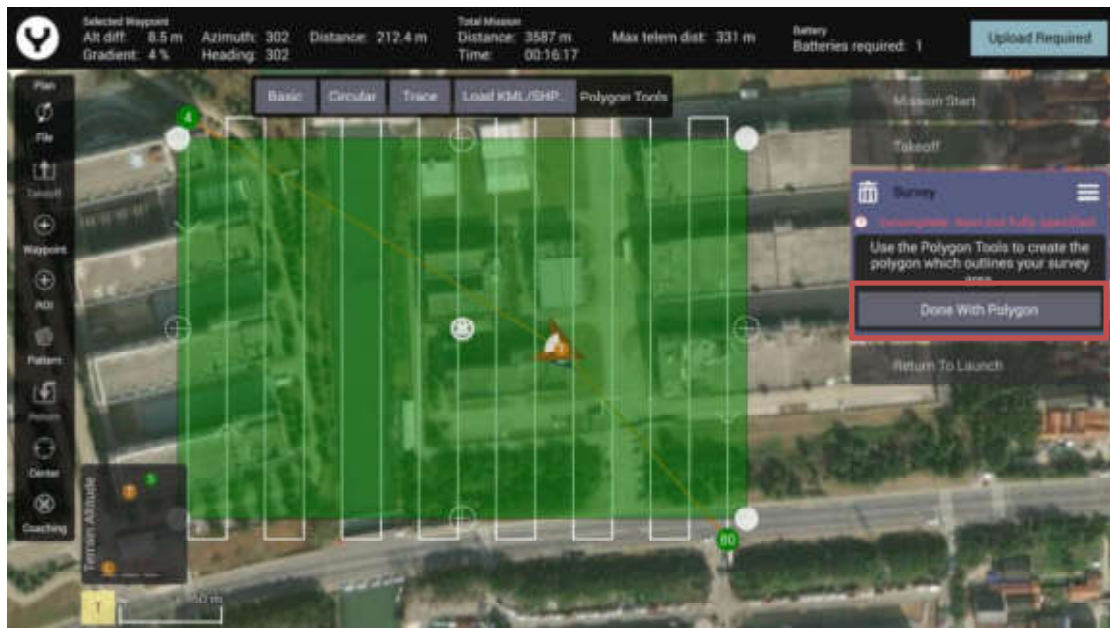 Selected Waypoint
Alt diff: 8.5 m Azimuth: 302 Distance: 212.4 m
Gradient: 4 % Heading: 302
Total Mission
Distance: 3587 m Max telem dist: 331 m
Time: 00:16:17
Battery
Batteries required: 1
Upload Required
Plan
File
Takeoff
Waypoint
ROI
Pattern
Return
Center
Coaching
Basic Circular Trace Load KML/SHP... Polygon Tools
Mission Start
Takeoff
Survey
Use the Polygon Tools to create the
polygon which outlines your survey
area
Done With Polygon
Return To Launch
4
80
Terrain Altitude
T